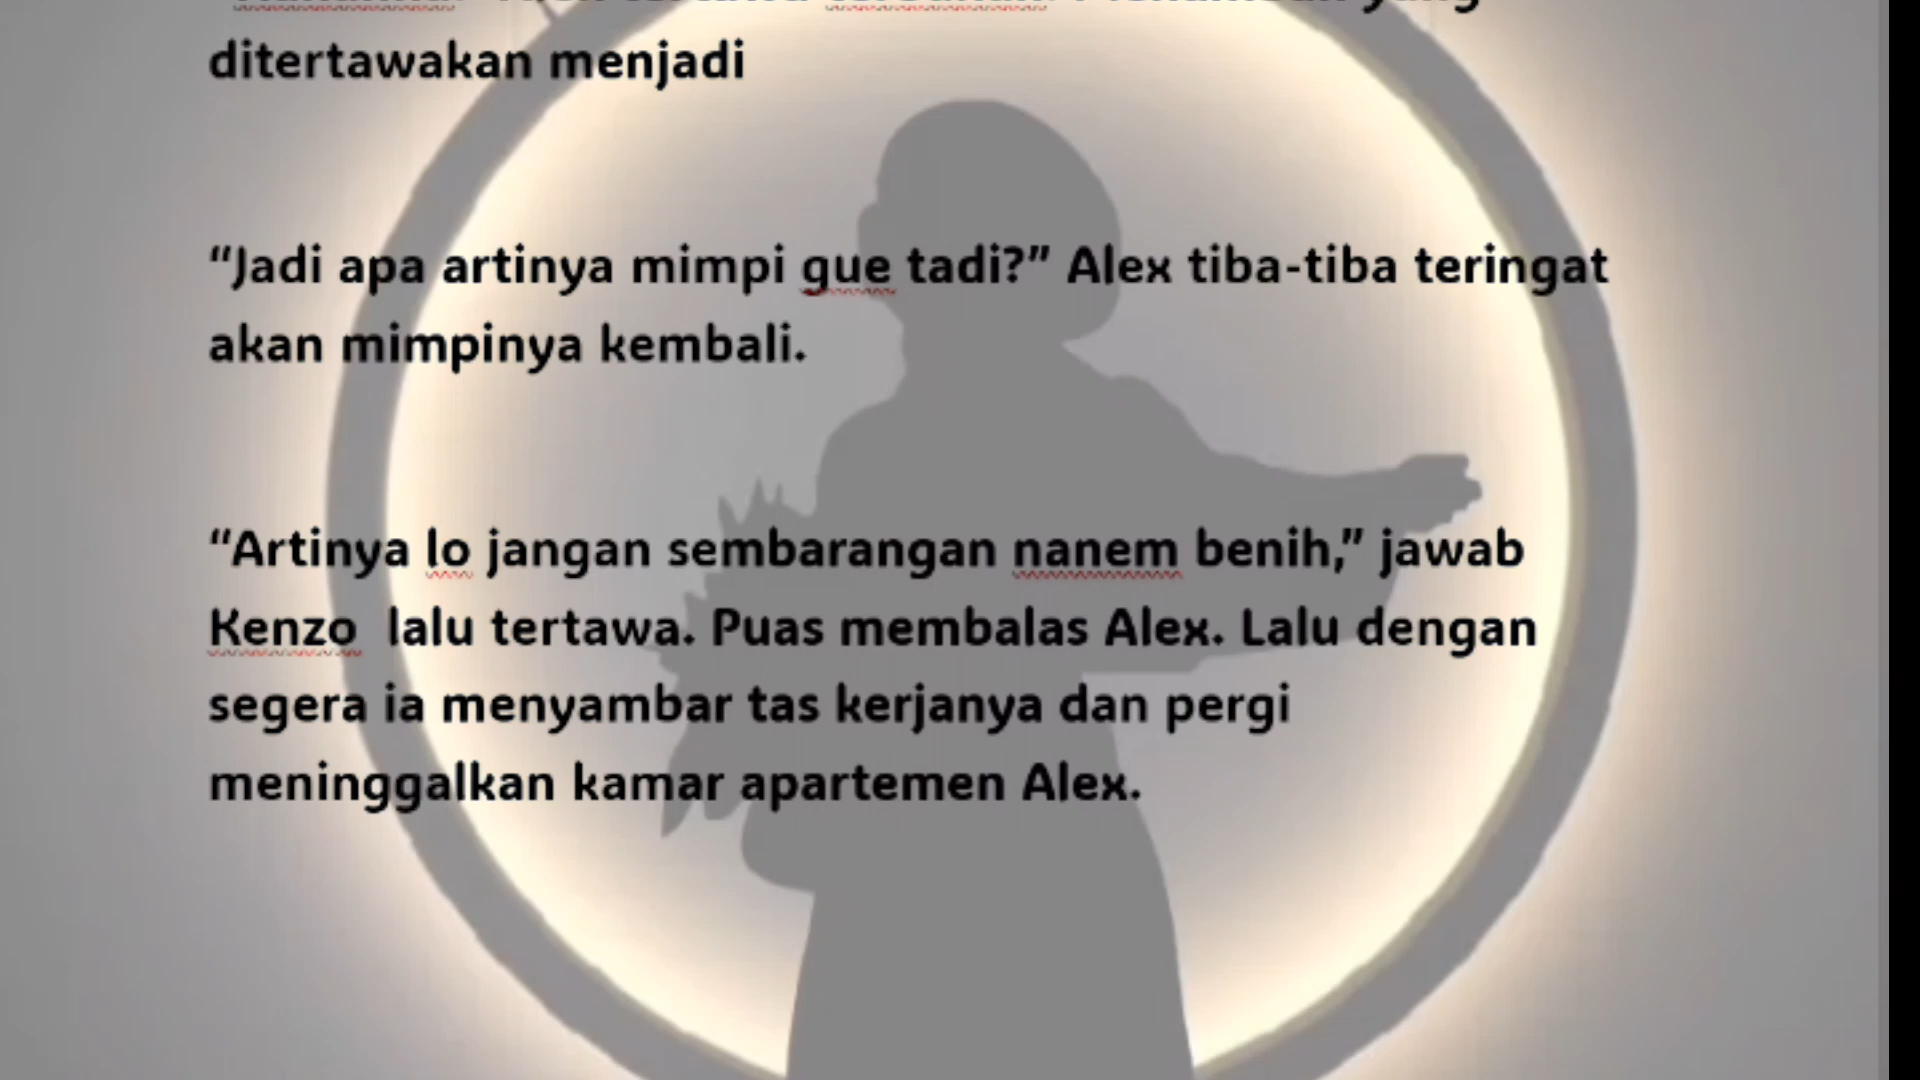 ditertawakan menjadi
“Jadi apa artinya mimpi gue tadi?” Alex tiba-tiba teringat
akan mimpinya kembali.
“Artinya lo jangan sembarangan nanem benih,” jawab
Kenzo  lalu tertawa. Puas membalas Alex. Lalu dengan
segera ia menyambar tas kerjanya dan pergi
meninggalkan kamar apartemen Alex.